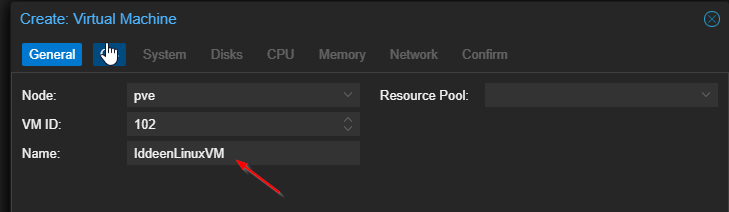 Create: Virtual Machine
General System Disks CPU Memory Network Confirm
Node: pve Resource Pool:
VM ID: 102
Name: IddeenLinuxVM